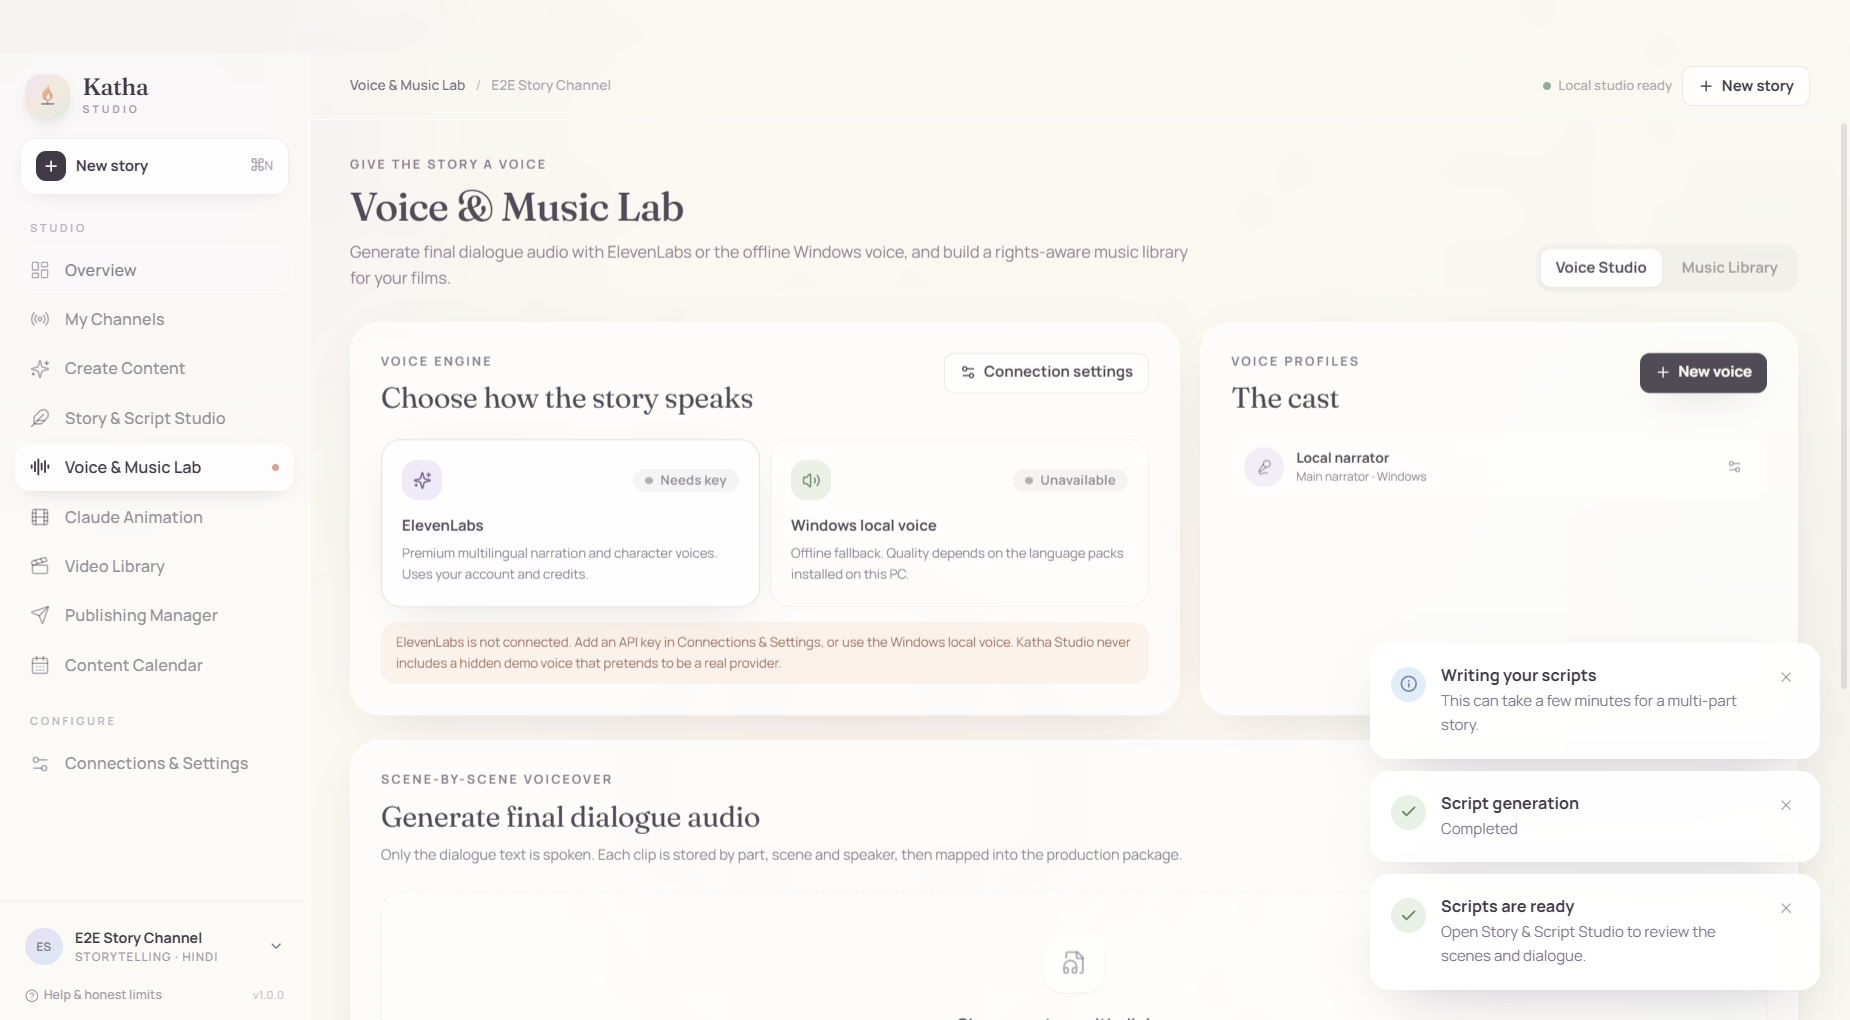 Katha
STUDIO
New story
⌘N
STUDIO
Overview
My Channels
Create Content
Story & Script Studio
Voice & Music Lab
Claude Animation
Video Library
Publishing Manager
Content Calendar
CONFIGURE
Connections & Settings
ES
E2E Story Channel
STORYTELLING · HINDI
Help & honest limits
v1.0.0
Voice & Music Lab / E2E Story Channel
Local studio ready
New story
GIVE THE STORY A VOICE
Voice & Music Lab
Generate final dialogue audio with ElevenLabs or the offline Windows voice, and build a rights-aware music library
for your films.
Voice Studio
Music Library
VOICE ENGINE
Choose how the story speaks
Connection settings
Needs key
ElevenLabs
Premium multilingual narration and character voices.
Uses your account and credits.
Unavailable
Windows local voice
Offline fallback. Quality depends on the language packs
installed on this PC.
ElevenLabs is not connected. Add an API key in Connections & Settings, or use the Windows local voice. Katha Studio never
includes a hidden demo voice that pretends to be a real provider.
VOICE PROFILES
The cast
New voice
Local narrator
Main narrator · Windows
SCENE-BY-SCENE VOICEOVER
Generate final dialogue audio
Only the dialogue text is spoken. Each clip is stored by part, scene and speaker, then mapped into the production package.
Writing your scripts
This can take a few minutes for a multi-part
story.
Script generation
Completed
Scripts are ready
Open Story & Script Studio to review the
scenes and dialogue.